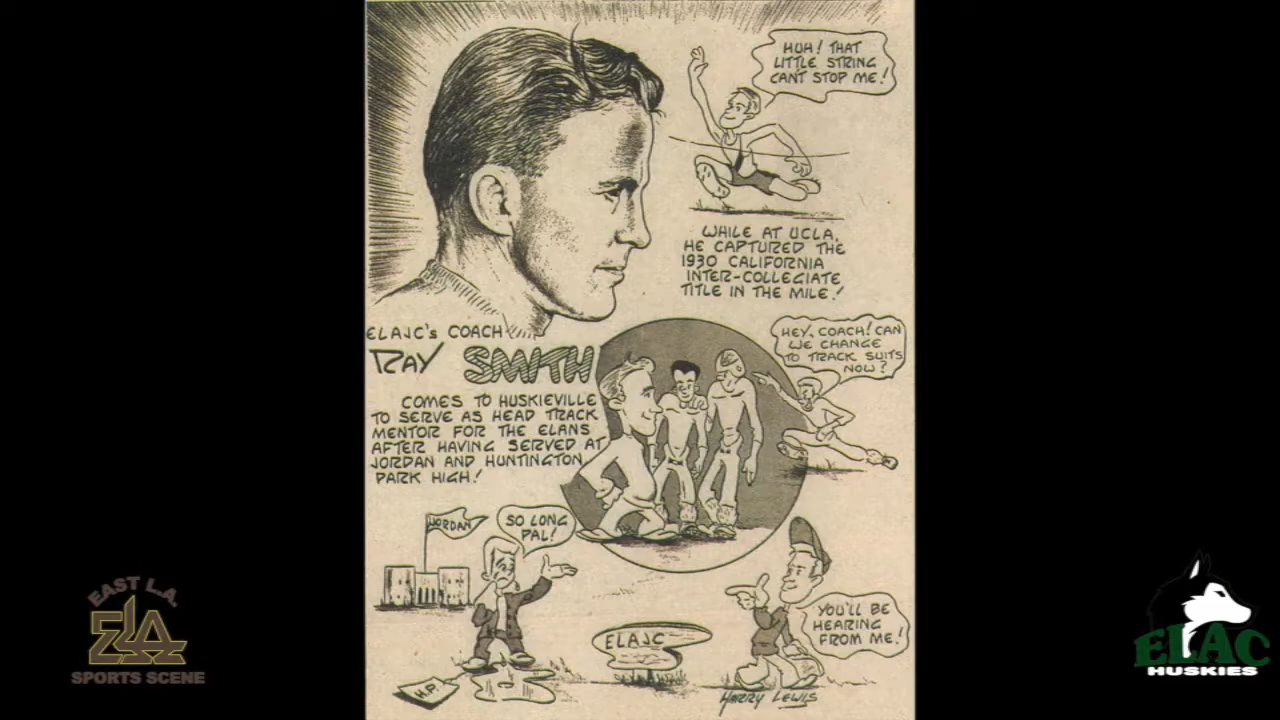 HUH! THAT
LITTLE STRING
CAN'T STOP ME!
WHILE AT UCLA,
HE CAPTURED THE
1930 CALIFORNIA
INTER-COLLEGIATE
TITLE IN THE MILE!
ELAJC's COACH
RAY SMITH
COMES TO HUSKIEVILLE
TO SERVE AS HEAD TRACK
MENTOR FOR THE ELANS
AFTER HAVING SERVED AT
JORDAN AND HUNTINGTON
PARK HIGH!
HEY, COACH! CAN
WE CHANGE
TO TRACK SUITS
NOW?
JORDAN
SO LONG
PAL!
H.P.
ELAJC
YOU'LL BE
HEARING
FROM ME!
HARRY LEWIS
EAST L.A.
ELA
SPORTS SCENE
ELAC
HUSKIES